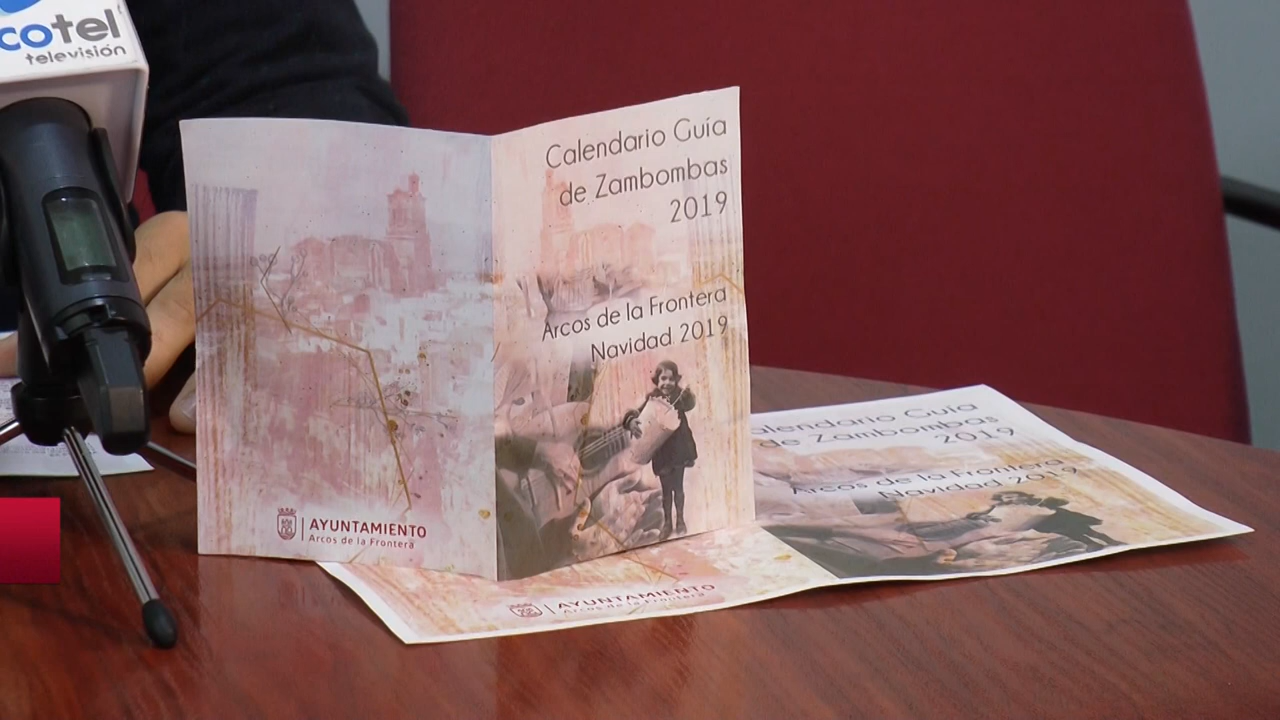 cotel
televisión
Calendario Guía
de Zambombas
2019
Arcos de la Frontera
Navidad 2019
AYUNTAMIENTO
Arcos de la Frontera
alendario Guía
de Zambombas
2019
Arcos de la Frontera
Navidad 2019
AYUNTAMIENTO
Arcos de la Frontera